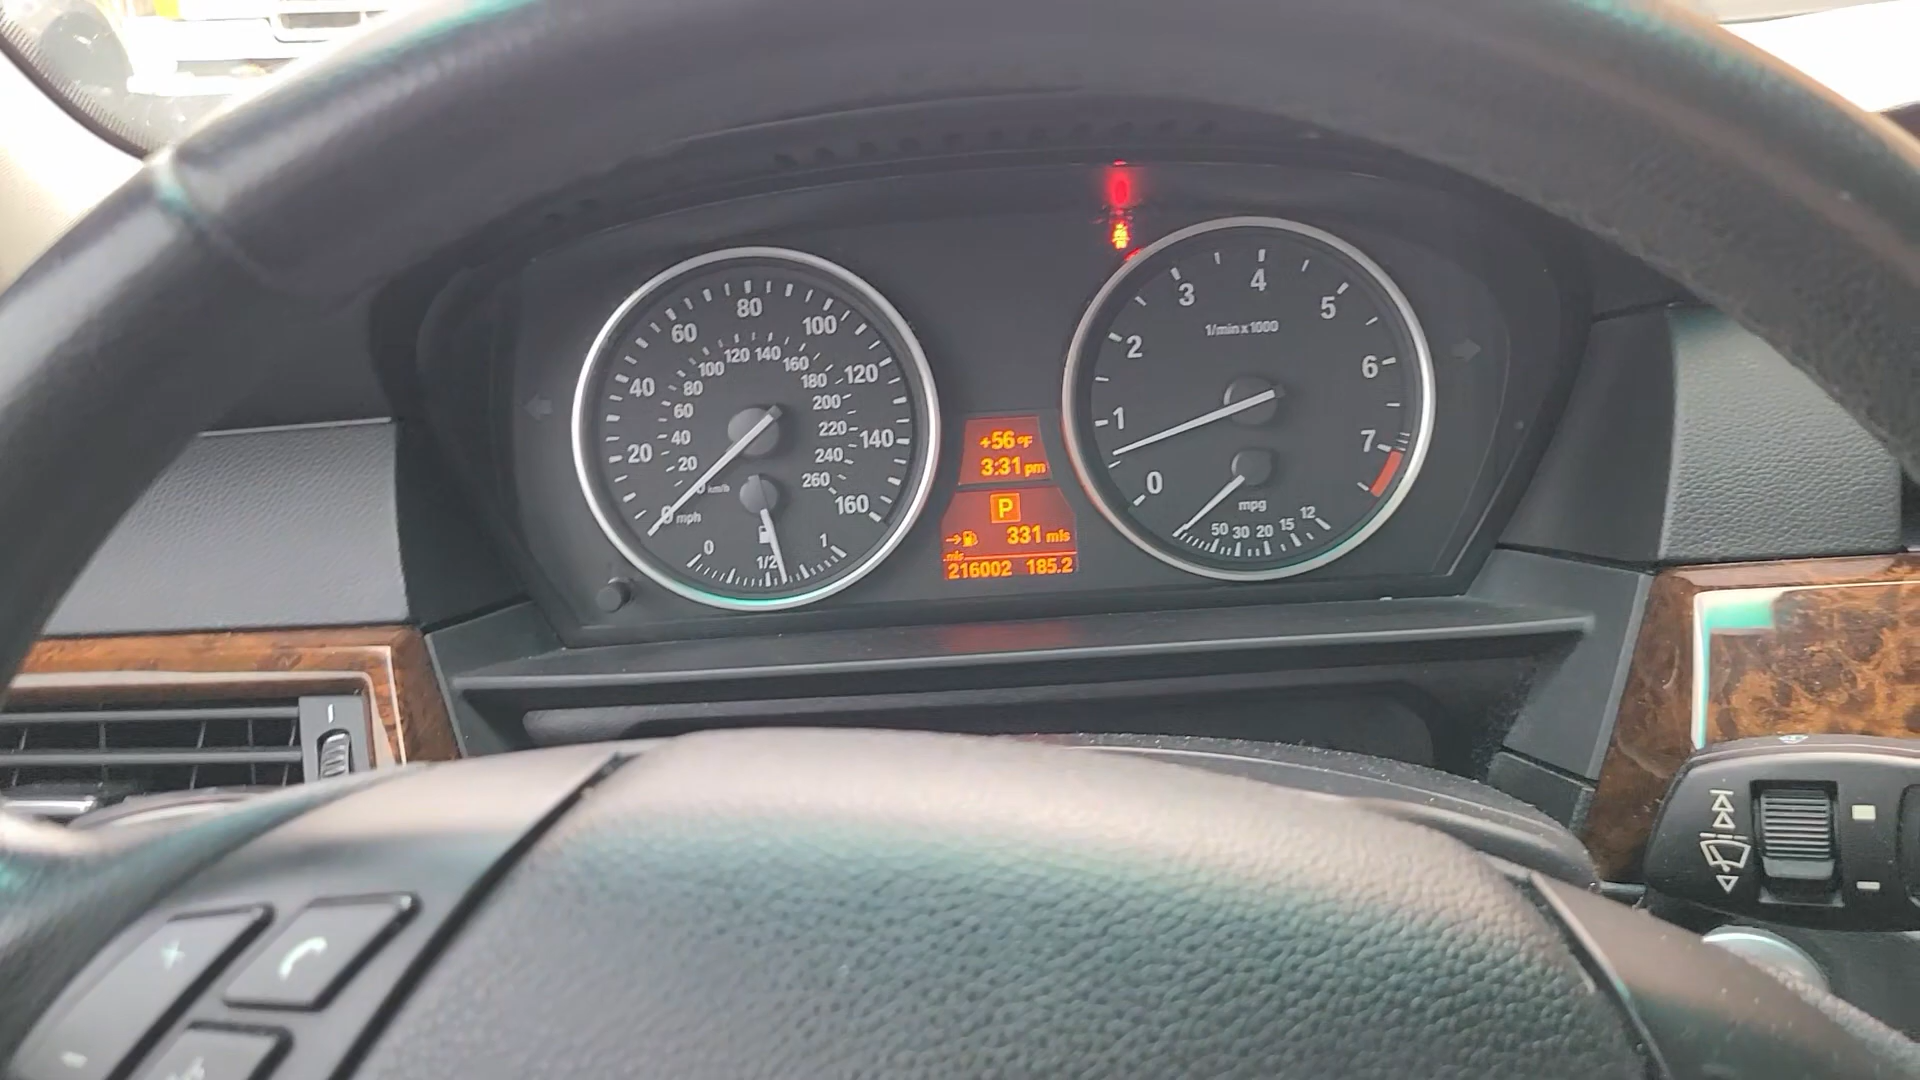 20 40 60 80 100 120 140 160
20 40 60 80 100 120 140 160 180 200 220 240 260
km/h
0 mph
0 1/2 1
+56 °F
3:31 pm
P
331 mls
mls
216002 185.2
0 1 2 3 4 5 6 7
1/min x 1000
mpg
50 30 20 15 12
+
-